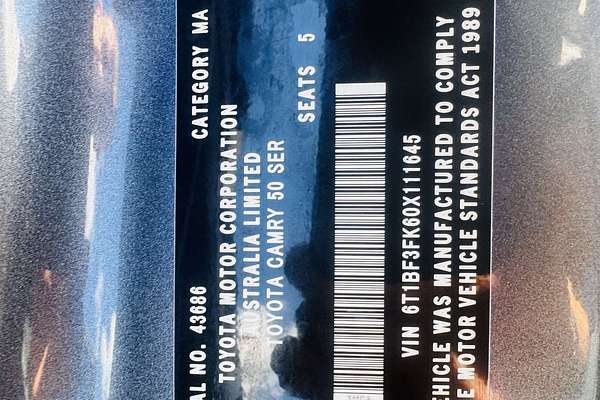 AL NO. 43686 CATEGORY MA
TOYOTA MOTOR CORPORATION
AUSTRALIA LIMITED
TOYOTA CAMRY 50 SER
SEATS 5
VIN 6T1BF3FK60X111645
EHICLE WAS MANUFACTURED TO COMPLY
E MOTOR VEHICLE STANDARDS ACT 1989